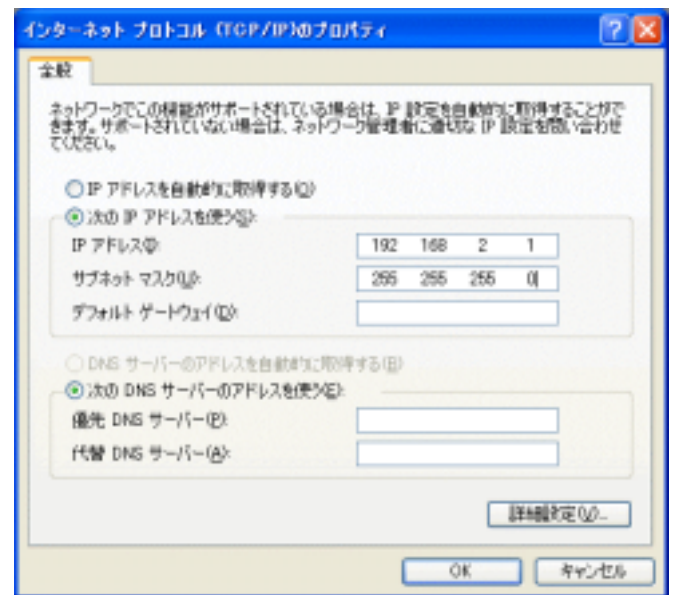 インターネット プロトコル (TCP/IP)のプロパティ
全般
ネットワークでこの機能がサポートされている場合は、IP 設定を自動的に取得することがで
きます。サポートされていない場合は、ネットワーク管理者に適切な IP 設定を問い合わせ
てください。
IP アドレスを自動的に取得する(O)
次の IP アドレスを使う(S):
IP アドレス(I): 192 168 2 1
サブネット マスク(U): 255 255 255 0
デフォルト ゲートウェイ(D):
DNS サーバーのアドレスを自動的に取得する(B)
次の DNS サーバーのアドレスを使う(E):
優先 DNS サーバー(P):
代替 DNS サーバー(A):
詳細設定(V)...
OK キャンセル